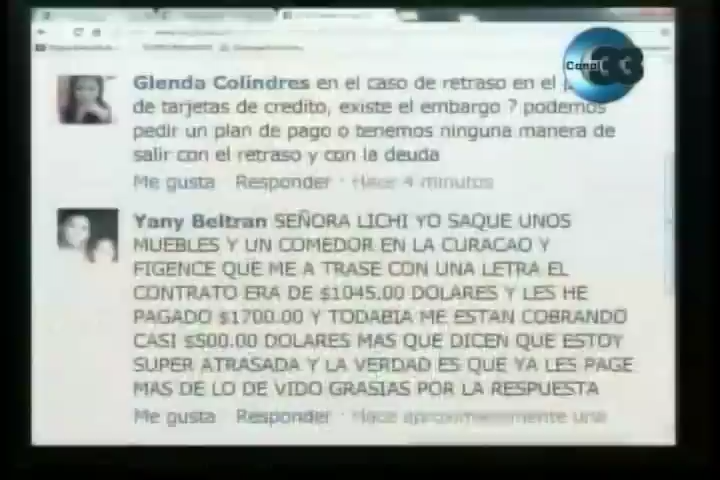 Canal 33
Glenda Colindres en el caso de retraso en el
de tarjetas de credito, existe el embargo ? podemos
pedir un plan de pago o tenemos ninguna manera de
salir con el retraso y con la deuda
Me gusta Responder · Hace 4 minutos
Yany Beltran SEÑORA LICHI YO SAQUE UNOS
MUEBLES Y UN COMEDOR EN LA CURACAO Y
FIGENCE QUE ME A TRASE CON UNA LETRA EL
CONTRATO ERA DE $1045.00 DOLARES Y LES HE
PAGADO $1700.00 Y TODABIA ME ESTAN COBRANDO
CASI $500.00 DOLARES MAS QUE DICEN QUE ESTOY
SUPER ATRASADA Y LA VERDAD ES QUE YA LES PAGE
MAS DE LO DE VIDO GRASIAS POR LA RESPUESTA
Me gusta Responder · Hace aproximadamente una